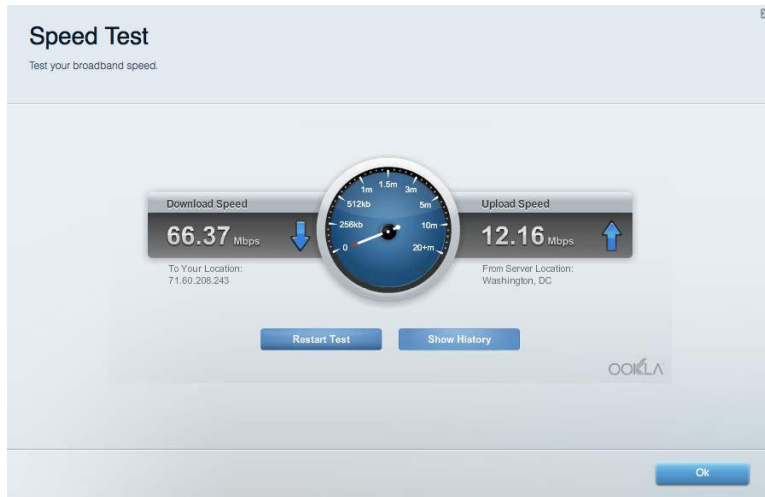 Speed Test
Test your broadband speed.
Download Speed
66.37 Mbps
To Your Location:
71.60.208.243
0
256kb
512kb
1m
1.5m
3m
5m
10m
20+m
Upload Speed
12.16 Mbps
From Server Location:
Washington, DC
Restart Test
Show History
OOKLA
Ok